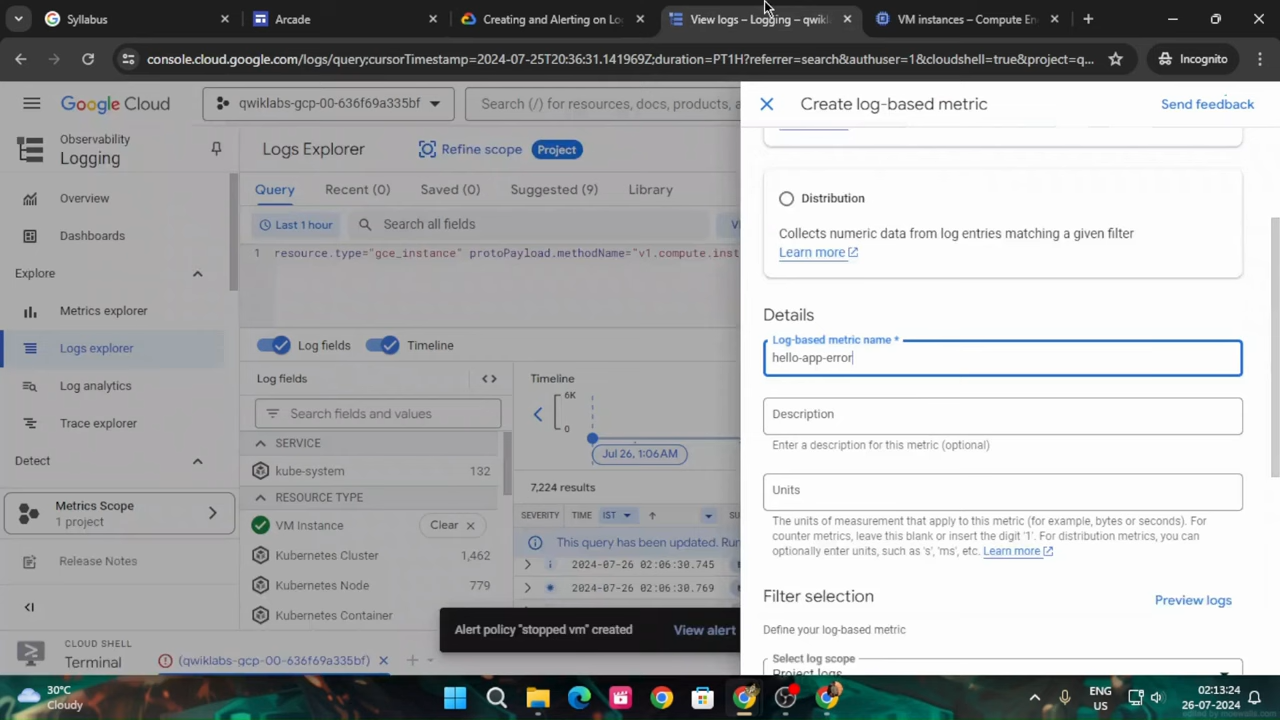 Syllabus
Arcade
Creating and Alerting on Lo
View logs – Logging – qwikla
VM instances – Compute En
console.cloud.google.com/logs/query;cursorTimestamp=2024-07-25T20:36:31.141969Z;duration=PT1H?referrer=search&authuser=1&cloudshell=true&project=q...
Incognito
Google Cloud
qwiklabs-gcp-00-636f69a335bf
Search (/) for resources, docs, products, a
Create log-based metric
Send feedback
Observability
Logging
Logs Explorer
Refine scope
Project
Overview
Dashboards
Explore
Metrics explorer
Logs explorer
Log analytics
Trace explorer
Detect
Metrics Scope
1 project
Release Notes
Query
Recent (0)
Saved (0)
Suggested (9)
Library
Last 1 hour
Search all fields
1 resource.type="gce_instance" protoPayload.methodName="v1.compute.inst
Log fields
Timeline
Log fields
Search fields and values
SERVICE
kube-system 132
RESOURCE TYPE
VM Instance
Clear
Kubernetes Cluster 1,462
Kubernetes Node 779
Kubernetes Container
Timeline
6K
0
Jul 26, 1:06 AM
7,224 results
SEVERITY TIME IST SU
This query has been updated. Run
2024-07-26 02:06:30.745
2024-07-26 02:06:30.769
Alert policy "stopped vm" created
View alert
Distribution
Collects numeric data from log entries matching a given filter
Learn more
Details
Log-based metric name *
hello-app-error
Description
Enter a description for this metric (optional)
Units
The units of measurement that apply to this metric (for example, bytes or seconds). For
counter metrics, leave this blank or insert the digit '1'. For distribution metrics, you can
optionally enter units, such as 's', 'ms', etc. Learn more
Filter selection
Preview logs
Define your log-based metric
Select log scope
Project logs
CLOUD SHELL
Terminal
(qwiklabs-gcp-00-636f69a335bf)
30°C
Cloudy
ENG
US
02:13:24
26-07-2024